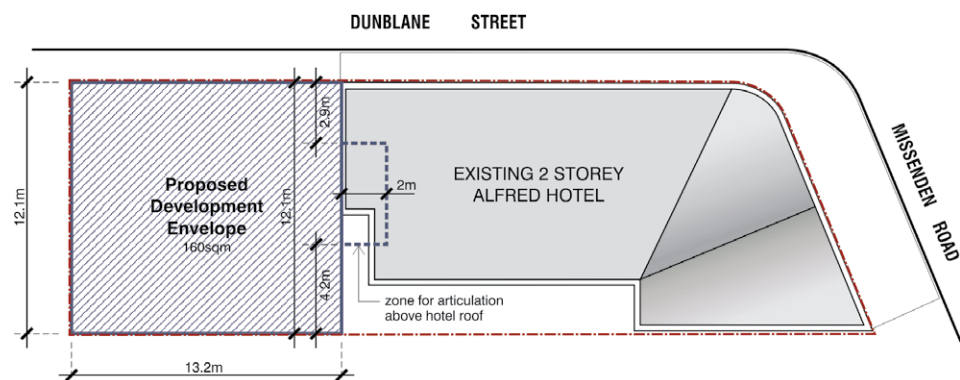 DUNBLANE STREET
MISSENDEN ROAD
2.9m
12.1m
12.1m
Proposed
Development
Envelope
160sqm
2m
EXISTING 2 STOREY
ALFRED HOTEL
4.2m
zone for articulation
above hotel roof
13.2m